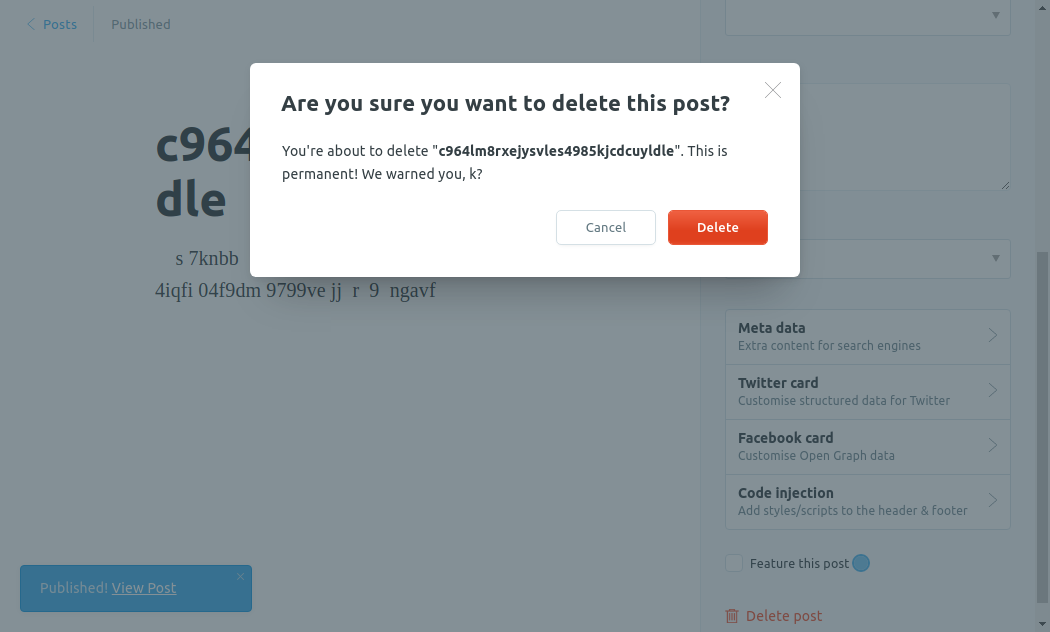 Posts
Published
Are you sure you want to delete this post?
You're about to delete "c964lm8rxejysvles4985kjcdcuyldle". This is
permanent! We warned you, k?
Cancel
Delete
c964
dle
s 7knbb
4iqfi 04f9dm 9799ve jj r 9 ngavf
Meta data
Extra content for search engines
Twitter card
Customise structured data for Twitter
Facebook card
Customise Open Graph data
Code injection
Add styles/scripts to the header & footer
Feature this post
Delete post
Published! View Post